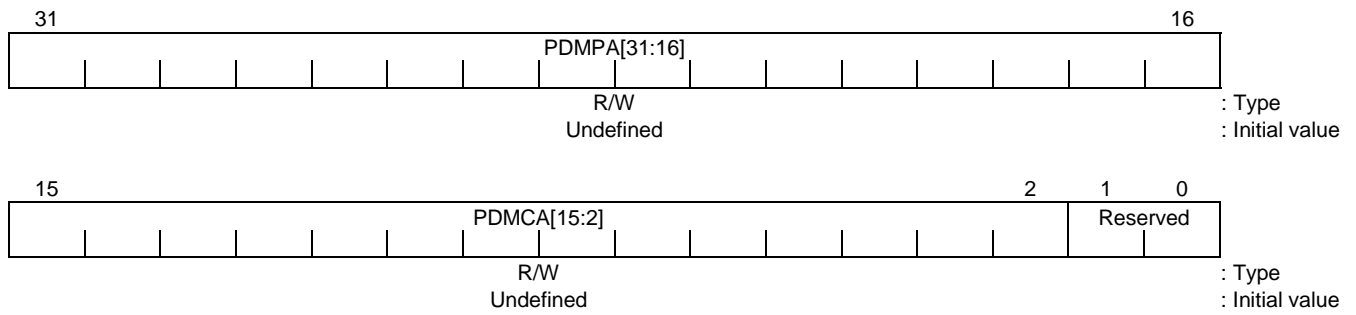 31 16
PDMPA[31:16]
R/W : Type
Undefined : Initial value
15 2 1 0
PDMCA[15:2] Reserved
R/W : Type
Undefined : Initial value